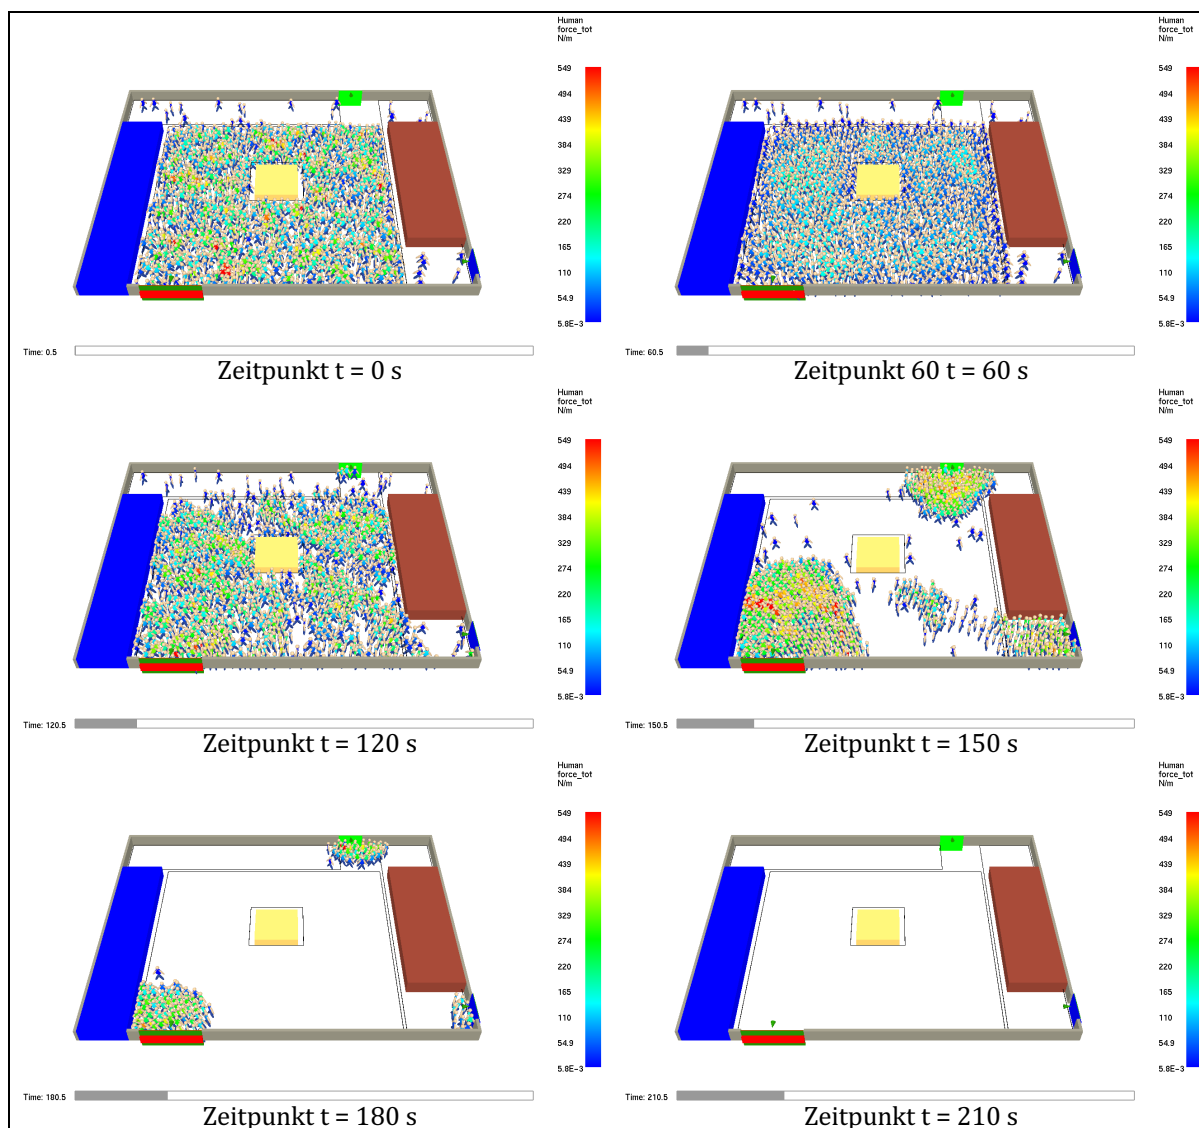 Human
force_tot
N/m
549
494
439
384
329
274
220
165
110
54.9
5.8E-3
Time: 0.5
Zeitpunkt t = 0 s
Human
force_tot
N/m
549
494
439
384
329
274
220
165
110
54.9
5.8E-3
Time: 60.5
Zeitpunkt 60 t = 60 s
Human
force_tot
N/m
549
494
439
384
329
274
220
165
110
54.9
5.8E-3
Time: 120.5
Zeitpunkt t = 120 s
Human
force_tot
N/m
549
494
439
384
329
274
220
165
110
54.9
5.8E-3
Time: 150.5
Zeitpunkt t = 150 s
Human
force_tot
N/m
549
494
439
384
329
274
220
165
110
54.9
5.8E-3
Time: 180.5
Zeitpunkt t = 180 s
Human
force_tot
N/m
549
494
439
384
329
274
220
165
110
54.9
5.8E-3
Time: 210.5
Zeitpunkt t = 210 s